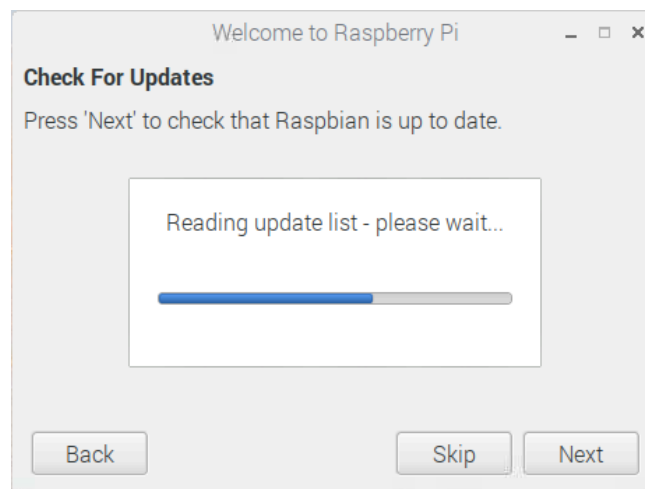 Welcome to Raspberry Pi
Check For Updates
Press 'Next' to check that Raspbian is up to date.
Reading update list - please wait...
Back
Skip
Next